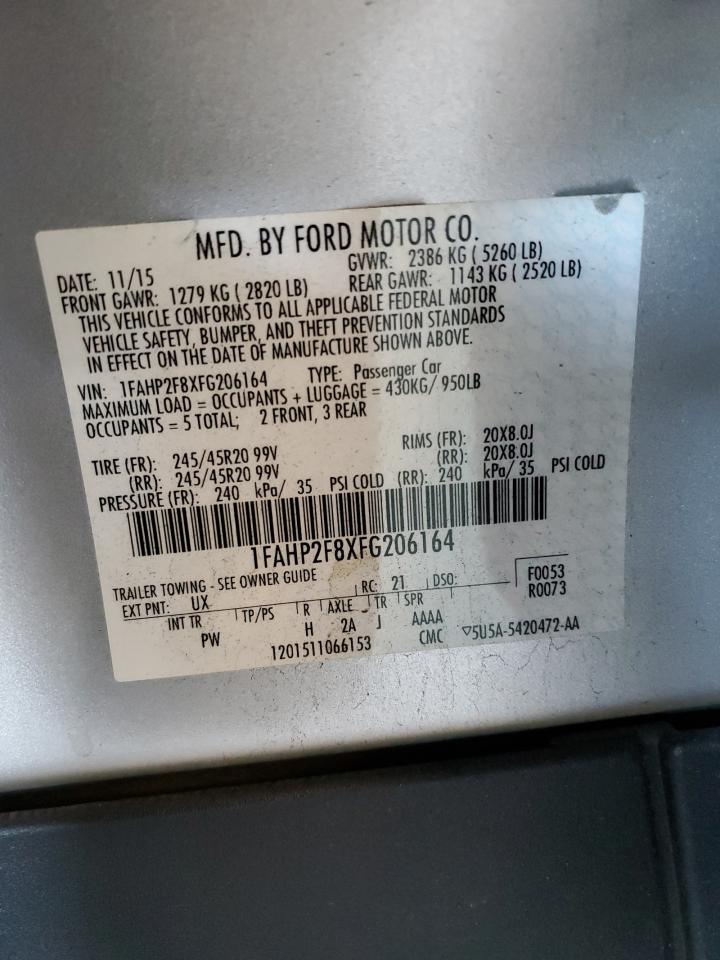 MFD. BY FORD MOTOR CO.
DATE: 11/15 GVWR: 2386 KG ( 5260 LB)
FRONT GAWR: 1279 KG ( 2820 LB) REAR GAWR: 1143 KG ( 2520 LB)
THIS VEHICLE CONFORMS TO ALL APPLICABLE FEDERAL MOTOR
VEHICLE SAFETY, BUMPER, AND THEFT PREVENTION STANDARDS
IN EFFECT ON THE DATE OF MANUFACTURE SHOWN ABOVE.
VIN: 1FAHP2F8XFG206164 TYPE: Passenger Car
MAXIMUM LOAD = OCCUPANTS + LUGGAGE = 430KG/ 950LB
OCCUPANTS = 5 TOTAL; 2 FRONT, 3 REAR
TIRE (FR): 245/45R20 99V RIMS (FR): 20X8.0J
(RR): 245/45R20 99V (RR): 20X8.0J
PRESSURE (FR): 240 kPa/ 35 PSI COLD (RR): 240 kPa/ 35 PSI COLD
1FAHP2F8XFG206164
TRAILER TOWING - SEE OWNER GUIDE F0053
EXT PNT: UX RC: 21 DSO: R0073
INT TR TP/PS R AXLE TR SPR
PW H 2A J AAAA
1201511066153 CMC ▽5U5A-5420472-AA